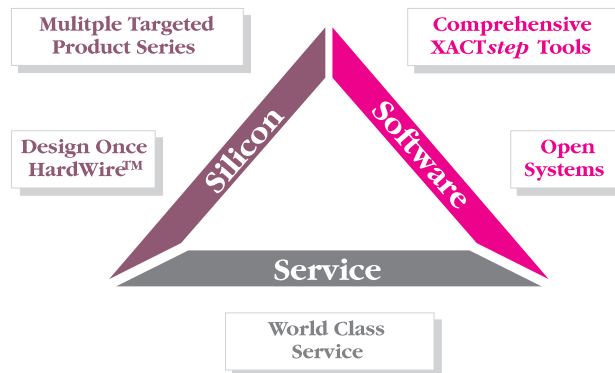 Mulitple Targeted
Product Series
Comprehensive
XACTstep Tools
Design Once
HardWire™
Silicon
Software
Open
Systems
Service
World Class
Service